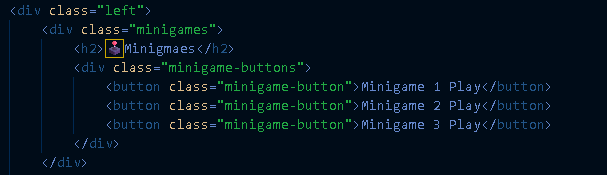 <div class="left">
<div class="minigames">
<h2>🕹️Minigmaes</h2>
<div class="minigame-buttons">
<button class="minigame-button">Minigame 1 Play</button>
<button class="minigame-button">Minigame 2 Play</button>
<button class="minigame-button">Minigame 3 Play</button>
</div>
</div>